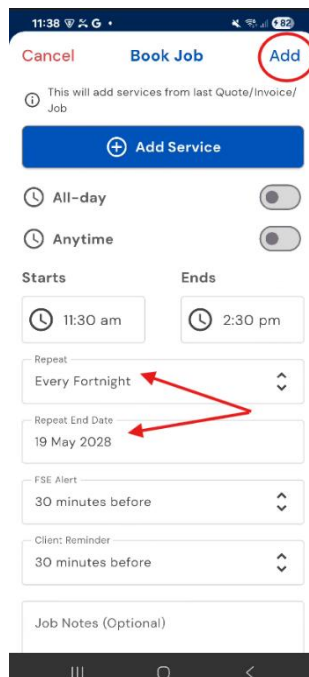 11:38 G •
82
Cancel Book Job Add
This will add services from last Quote/Invoice/
Job
Add Service
All-day
Anytime
Starts Ends
11:30 am 2:30 pm
Repeat
Every Fortnight
Repeat End Date
19 May 2028
FSE Alert
30 minutes before
Client Reminder
30 minutes before
Job Notes (Optional)